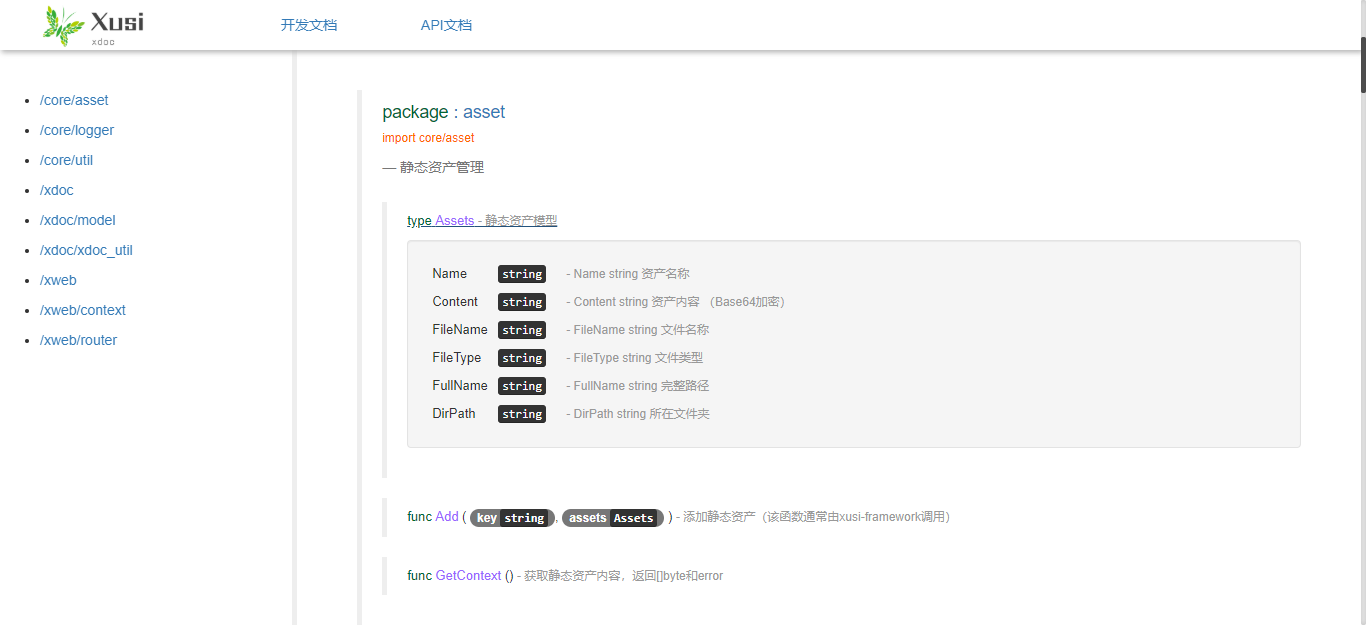 Xusi
xdoc
开发文档 API文档
/core/asset
/core/logger
/core/util
/xdoc
/xdoc/model
/xdoc/xdoc_util
/xweb
/xweb/context
/xweb/router
package : asset
import core/asset
— 静态资产管理
type Assets - 静态资产模型
Name string - Name string 资产名称
Content string - Content string 资产内容 （Base64加密）
FileName string - FileName string 文件名称
FileType string - FileType string 文件类型
FullName string - FullName string 完整路径
DirPath string - DirPath string 所在文件夹
func Add ( key string , assets Assets ) - 添加静态资产（该函数通常由xusi-framework调用）
func GetContext () - 获取静态资产内容，返回[]byte和error